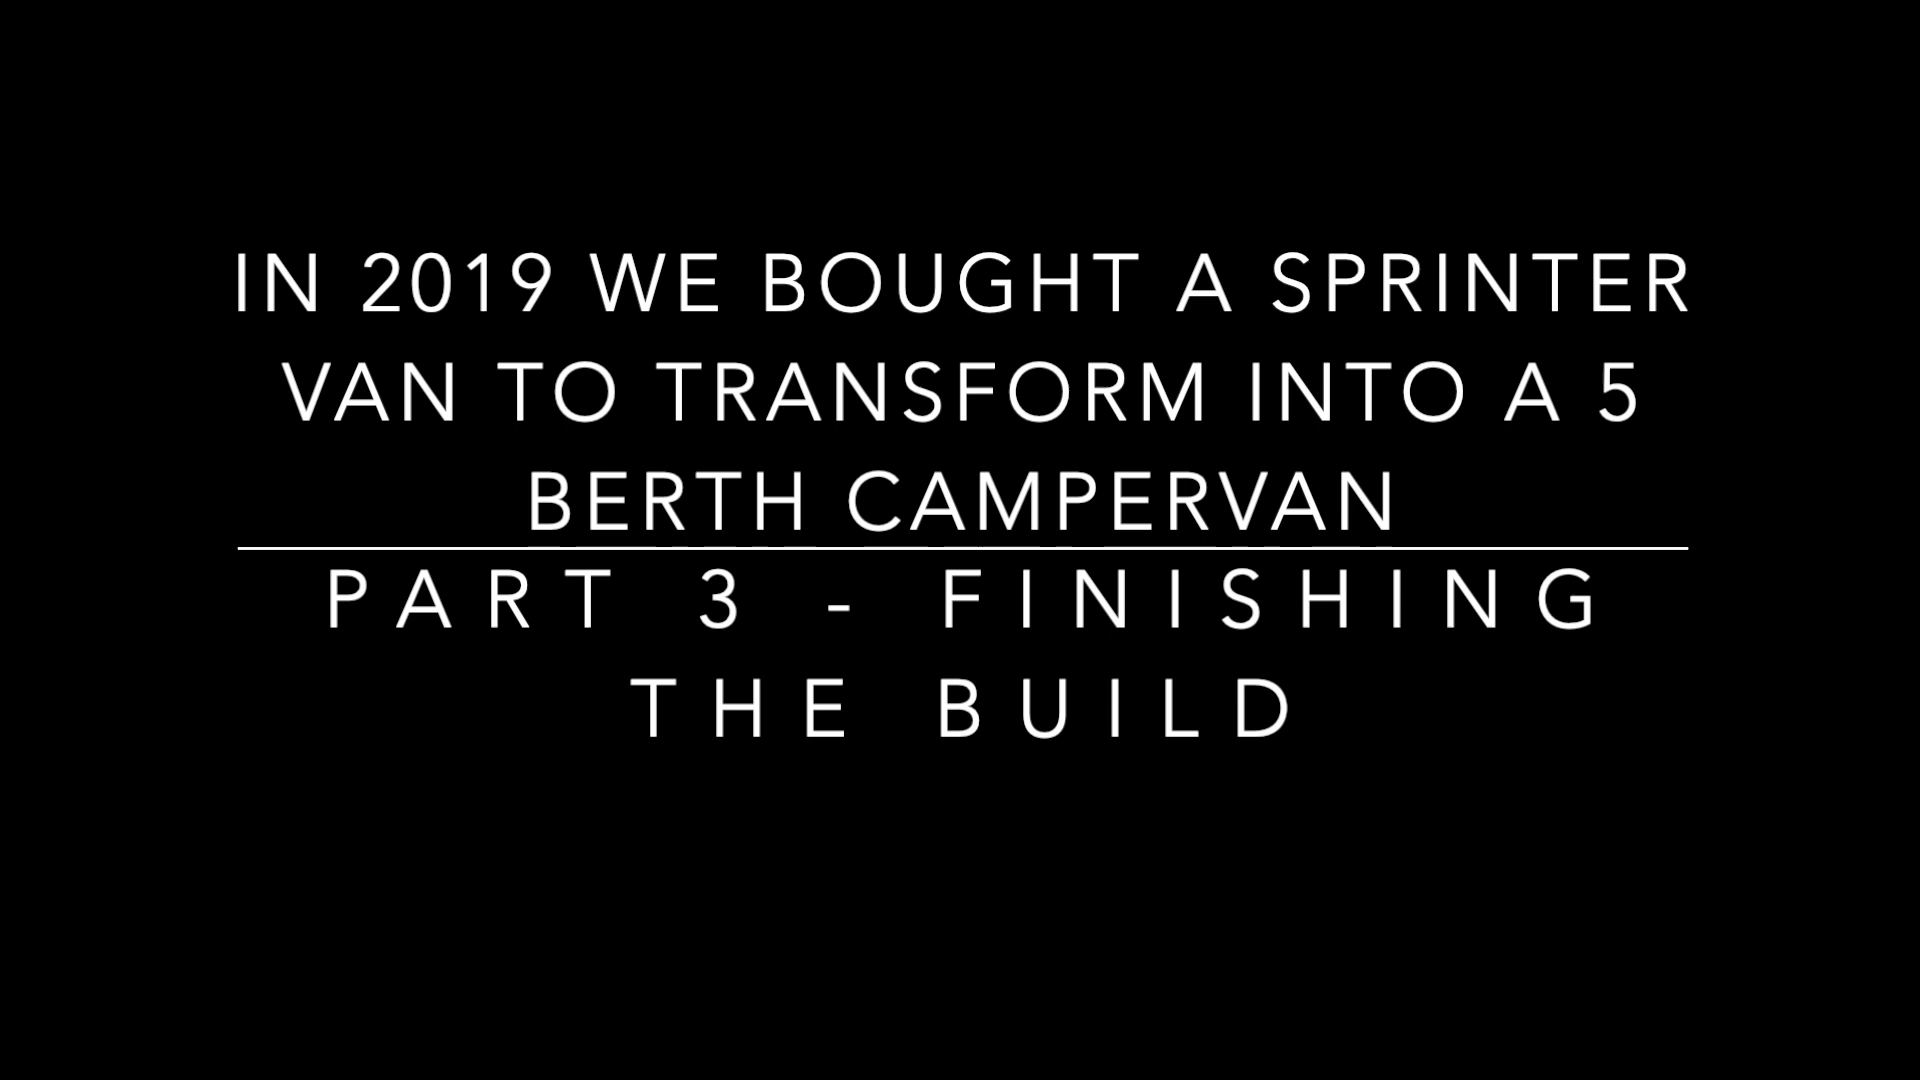 IN 2019 WE BOUGHT A SPRINTER
VAN TO TRANSFORM INTO A 5
BERTH CAMPERVAN
PART 3 - FINISHING
THE BUILD